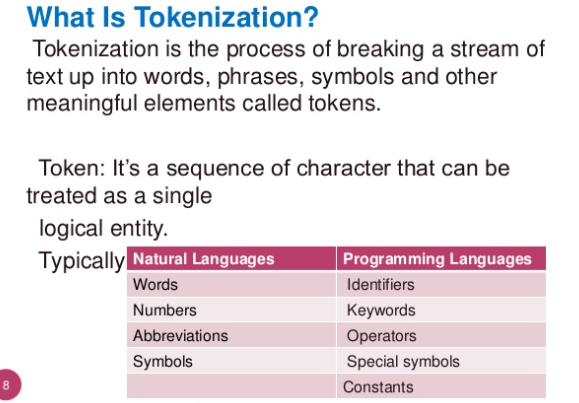 What Is Tokenization?
Tokenization is the process of breaking a stream of
text up into words, phrases, symbols and other
meaningful elements called tokens.
Token: It's a sequence of character that can be
treated as a single
logical entity.
Typically
Natural Languages Programming Languages
Words Identifiers
Numbers Keywords
Abbreviations Operators
Symbols Special symbols
Constants
8